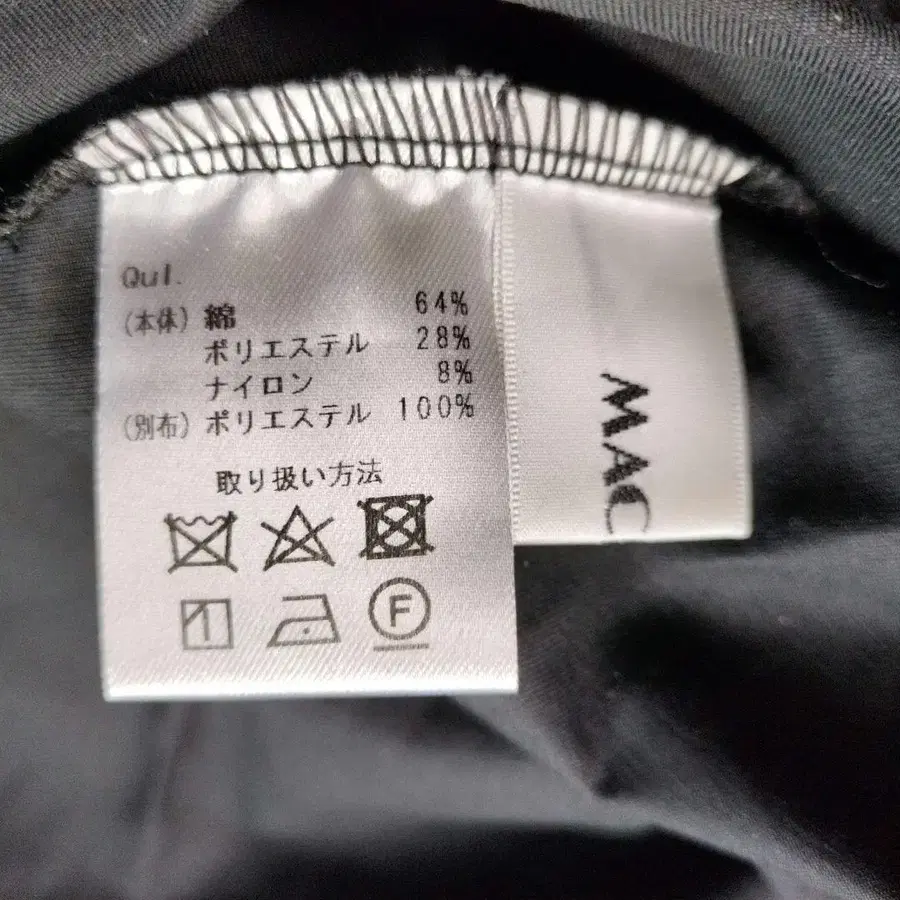 Qul.
(本体) 綿 64%
ポリエステル 28%
ナイロン 8%
(別布) ポリエステル 100%
取り扱い方法
F
MAC